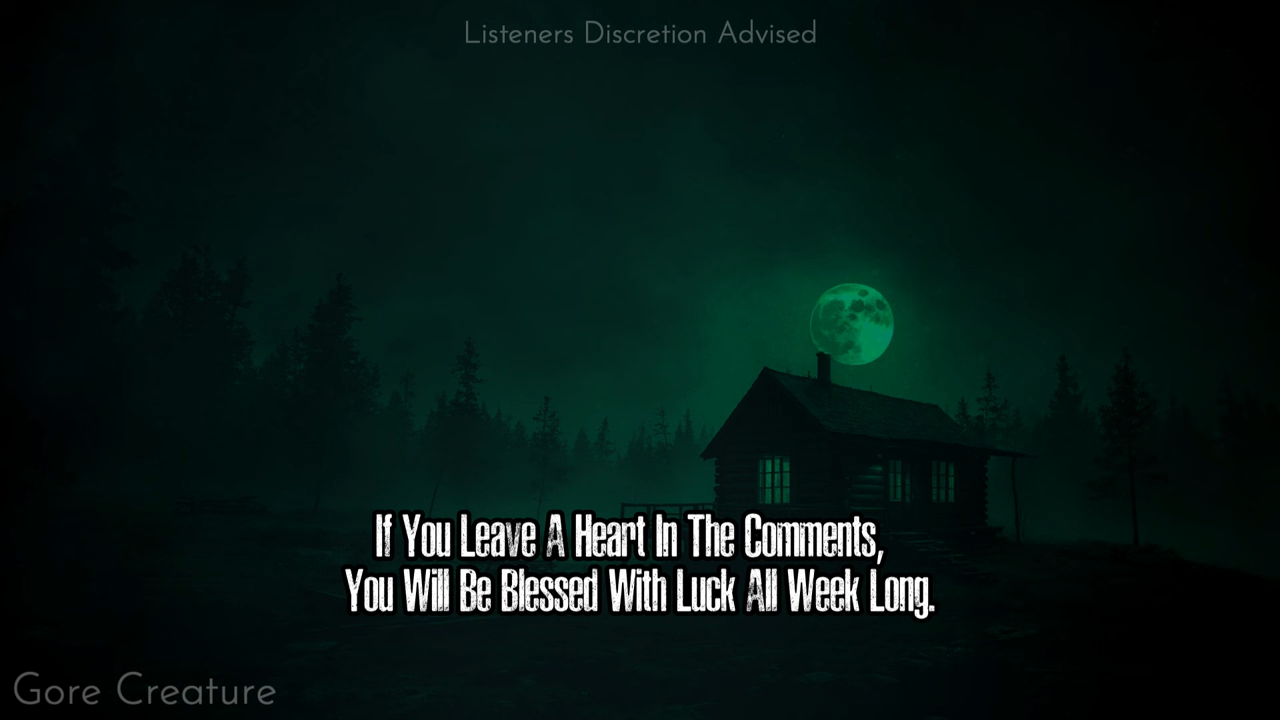 Listeners Discretion Advised
If You Leave A Heart In The Comments,
You Will Be Blessed With Luck All Week Long.
Gore Creature